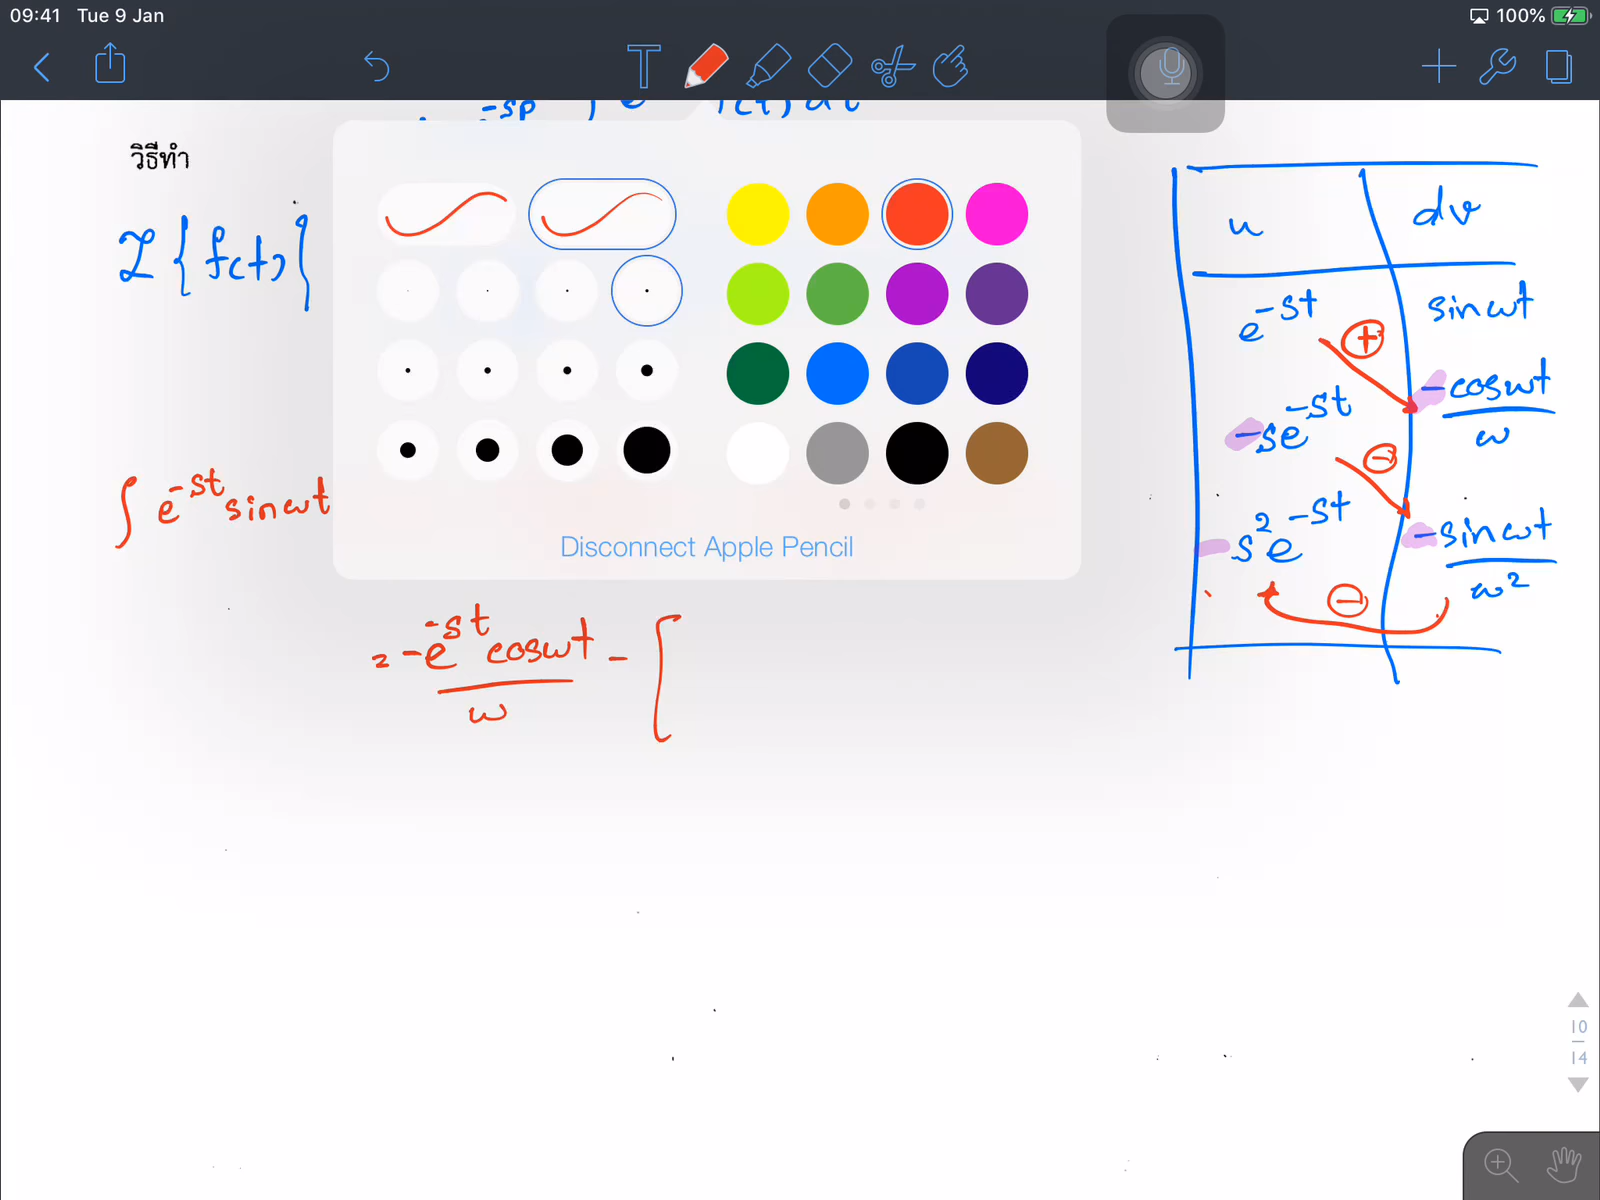 09:41 Tue 9 Jan
100%
T
วิธีทำ
ℒ{f(t)}
∫ e^-st sinωt
Disconnect Apple Pencil
= -e^-st cosωt / ω - [
u dv
e^-st + sinωt
-se^-st -cosωt / ω
-
s²e^-st -sinωt / ω²
-
10
14